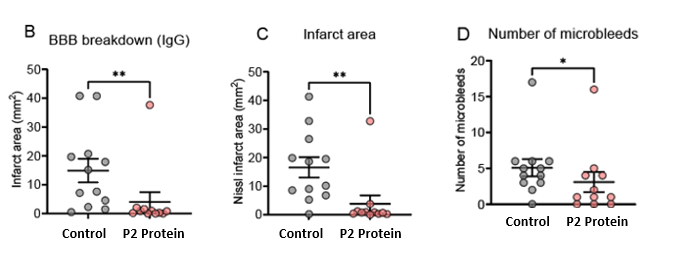 B
BBB breakdown (IgG)
Infarct area (mm²)
50
40
30
20
10
0
**
Control
P2 Protein
C
Infarct area
Nissl infarct area (mm²)
50
40
30
20
10
0
**
Control
P2 Protein
D
Number of microbleeds
Number of microbleeds
20
15
10
5
0
*
Control
P2 Protein